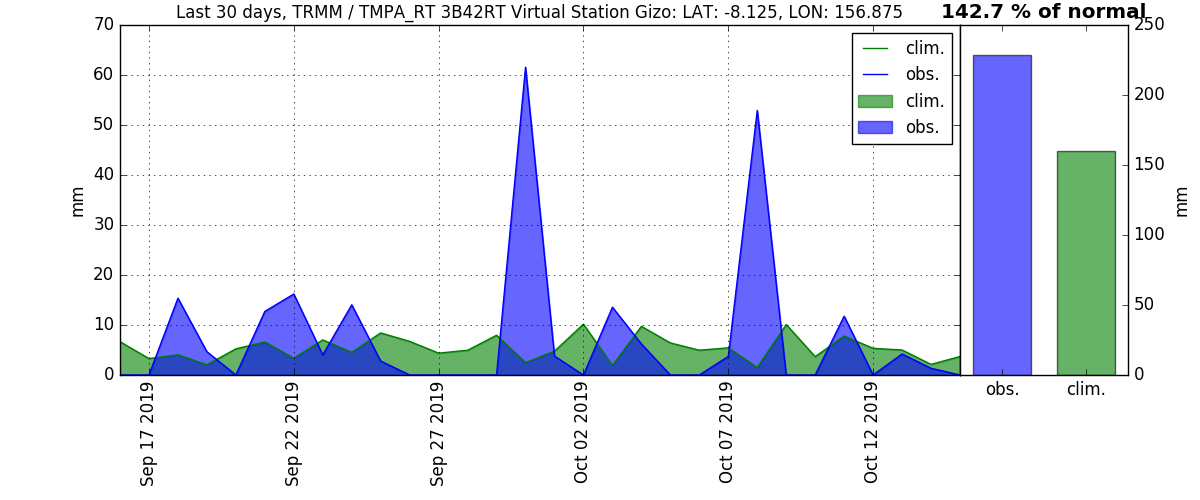 Last 30 days, TRMM / TMPA_RT 3B42RT Virtual Station Gizo: LAT: -8.125, LON: 156.875
142.7 % of normal
70
60
50
40
30
20
10
0
mm
clim.
obs.
clim.
obs.
Sep 17 2019
Sep 22 2019
Sep 27 2019
Oct 02 2019
Oct 07 2019
Oct 12 2019
250
200
150
100
50
0
mm
obs.
clim.